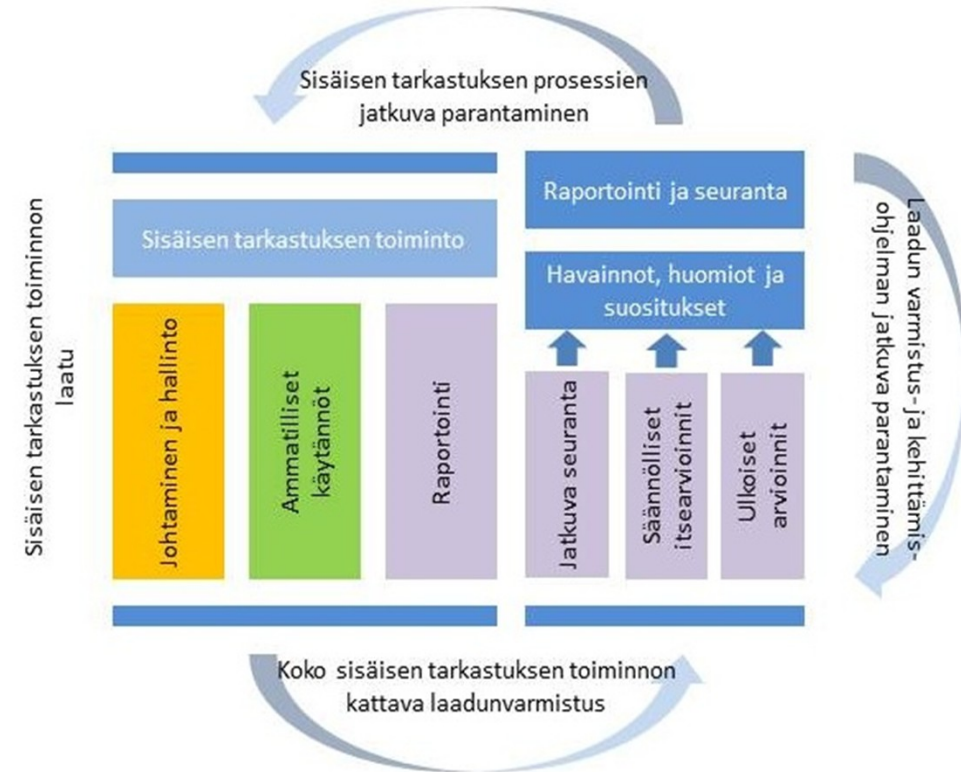 Sisäisen tarkastuksen prosessien
jatkuva parantaminen
Sisäisen tarkastuksen toiminnon
laatu
Sisäisen tarkastuksen toiminto
Johtaminen ja hallinto
Ammatilliset
käytännöt
Raportointi
Raportointi ja seuranta
Havainnot, huomiot ja
suositukset
Jatkuva seuranta
Säännölliset
itsearvioinnit
Ulkoiset
arvioinnit
Laadun varmistus- ja kehittämis-
ohjelman jatkuva parantaminen
Koko sisäisen tarkastuksen toiminnon
kattava laadunvarmistus